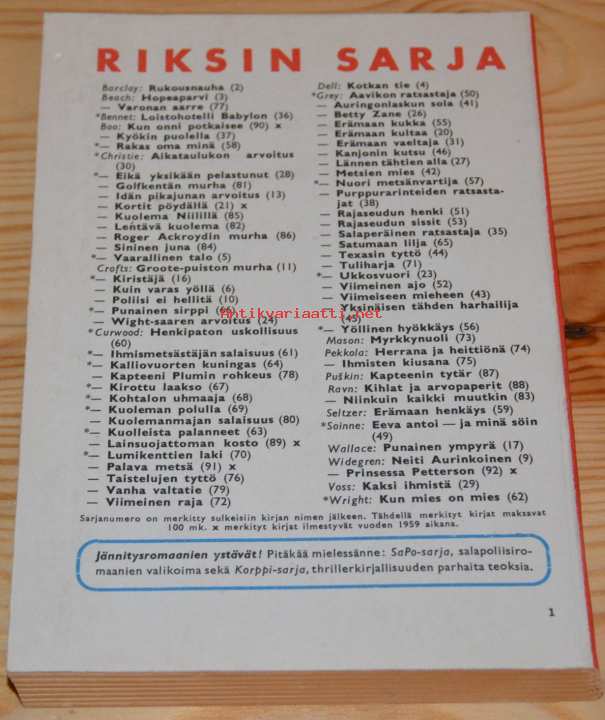 RIKSIN SARJA
Barclay: Rukousnauha (2)
Beach: Hopeaparvi (3)
— Varonan aarre (77)
*Bennet: Loistohotelli Babylon (36)
Boo: Kun onni potkaisee (90) x
— Kyökin puolella (37)
*— Rakas oma minä (58)
*Christie: Aikataulukon arvoitus
(30)
*— Eikä yksikään pelastunut (28)
— Golfkentän murha (81)
— Idän pikajunan arvoitus (13)
— Kortit pöydällä (21) x
— Kuolema Niilillä (85)
— Lentävä kuolema (82)
— Roger Ackroydin murha (86)
— Sininen juna (84)
*— Vaarallinen talo (5)
Crofts: Groote-puiston murha (11)
*— Kiristäjä (16)
— Kuin varas yöllä (6)
— Poliisi ei hellitä (10)
*— Punainen sirppi (66)
— Wight-saaren arvoitus (24)
*Curwood: Henkipaton uskollisuus
(60)
*— Ihmismetsästäjän salaisuus (61)
*— Kalliovuorten kuningas (64)
— Kapteeni Plumin rohkeus (78)
*— Kirottu laakso (67)
*— Kohtalon uhmaaja (68)
*— Kuoleman polulla (69)
— Kuolemanmajan salaisuus (80)
*— Kuolleista palanneet (63)
— Lainsuojattoman kosto (89) x
*— Lumikenttien laki (70)
— Palava metsä (91) x
— Taistelujen tyttö (76)
— Vanha valtatie (79)
— Viimeinen raja (72)
Dell: Kotkan tie (4)
*Grey: Aavikon ratsastaja (50)
— Auringonlaskun sola (41)
— Betty Zane (26)
— Erämaan kukka (55)
— Erämaan kultaa (20)
— Erämaan vaeltaja (31)
— Kanjonin kutsu (46)
— Lännen tähtien alla (27)
— Metsien mies (42)
*— Nuori metsänvartija (57)
— Purppurarinteiden ratsasta-
jat (38)
— Rajaseudun henki (51)
— Rajaseudun sissit (53)
— Salaperäinen ratsastaja (35)
— Satumaan lilja (65)
— Texasin tyttö (44)
— Tuliharja (71)
*— Ukkosvuori (23)
— Viimeinen ajo (52)
— Viimeiseen mieheen (43)
— Yksinäisen tähden harhailija
(45)
*— Yöllinen hyökkäys (56)
Mason: Myrkkynuoli (73)
Pekkola: Herrana ja heittiönä (74)
— Ihmisten kiusana (75)
Puškin: Kapteenin tytär (87)
Ravn: Kihlat ja arvopaperit (88)
— Niinkuin kaikki muutkin (83)
Seltzer: Erämaan henkäys (59)
*Soinne: Eeva antoi — ja minä söin
(49)
Wallace: Punainen ympyrä (17)
Widegren: Neiti Aurinkoinen (9)
— Prinsessa Petterson (92) x
Voss: Kaksi ihmistä (29)
*Wright: Kun mies on mies (62)
Sarjanumero on merkitty sulkeisiin kirjan nimen jälkeen. Tähdellä merkityt kirjat maksavat
100 mk. x merkityt kirjat ilmestyvät vuoden 1959 aikana.
Jännitysromaanien ystävät! Pitäkää mielessänne: SaPo-sarja, salapoliisiro-
maanien valikoima sekä Korppi-sarja, thrillerkirjallisuuden parhaita teoksia.
1
Antikvariaatti.net